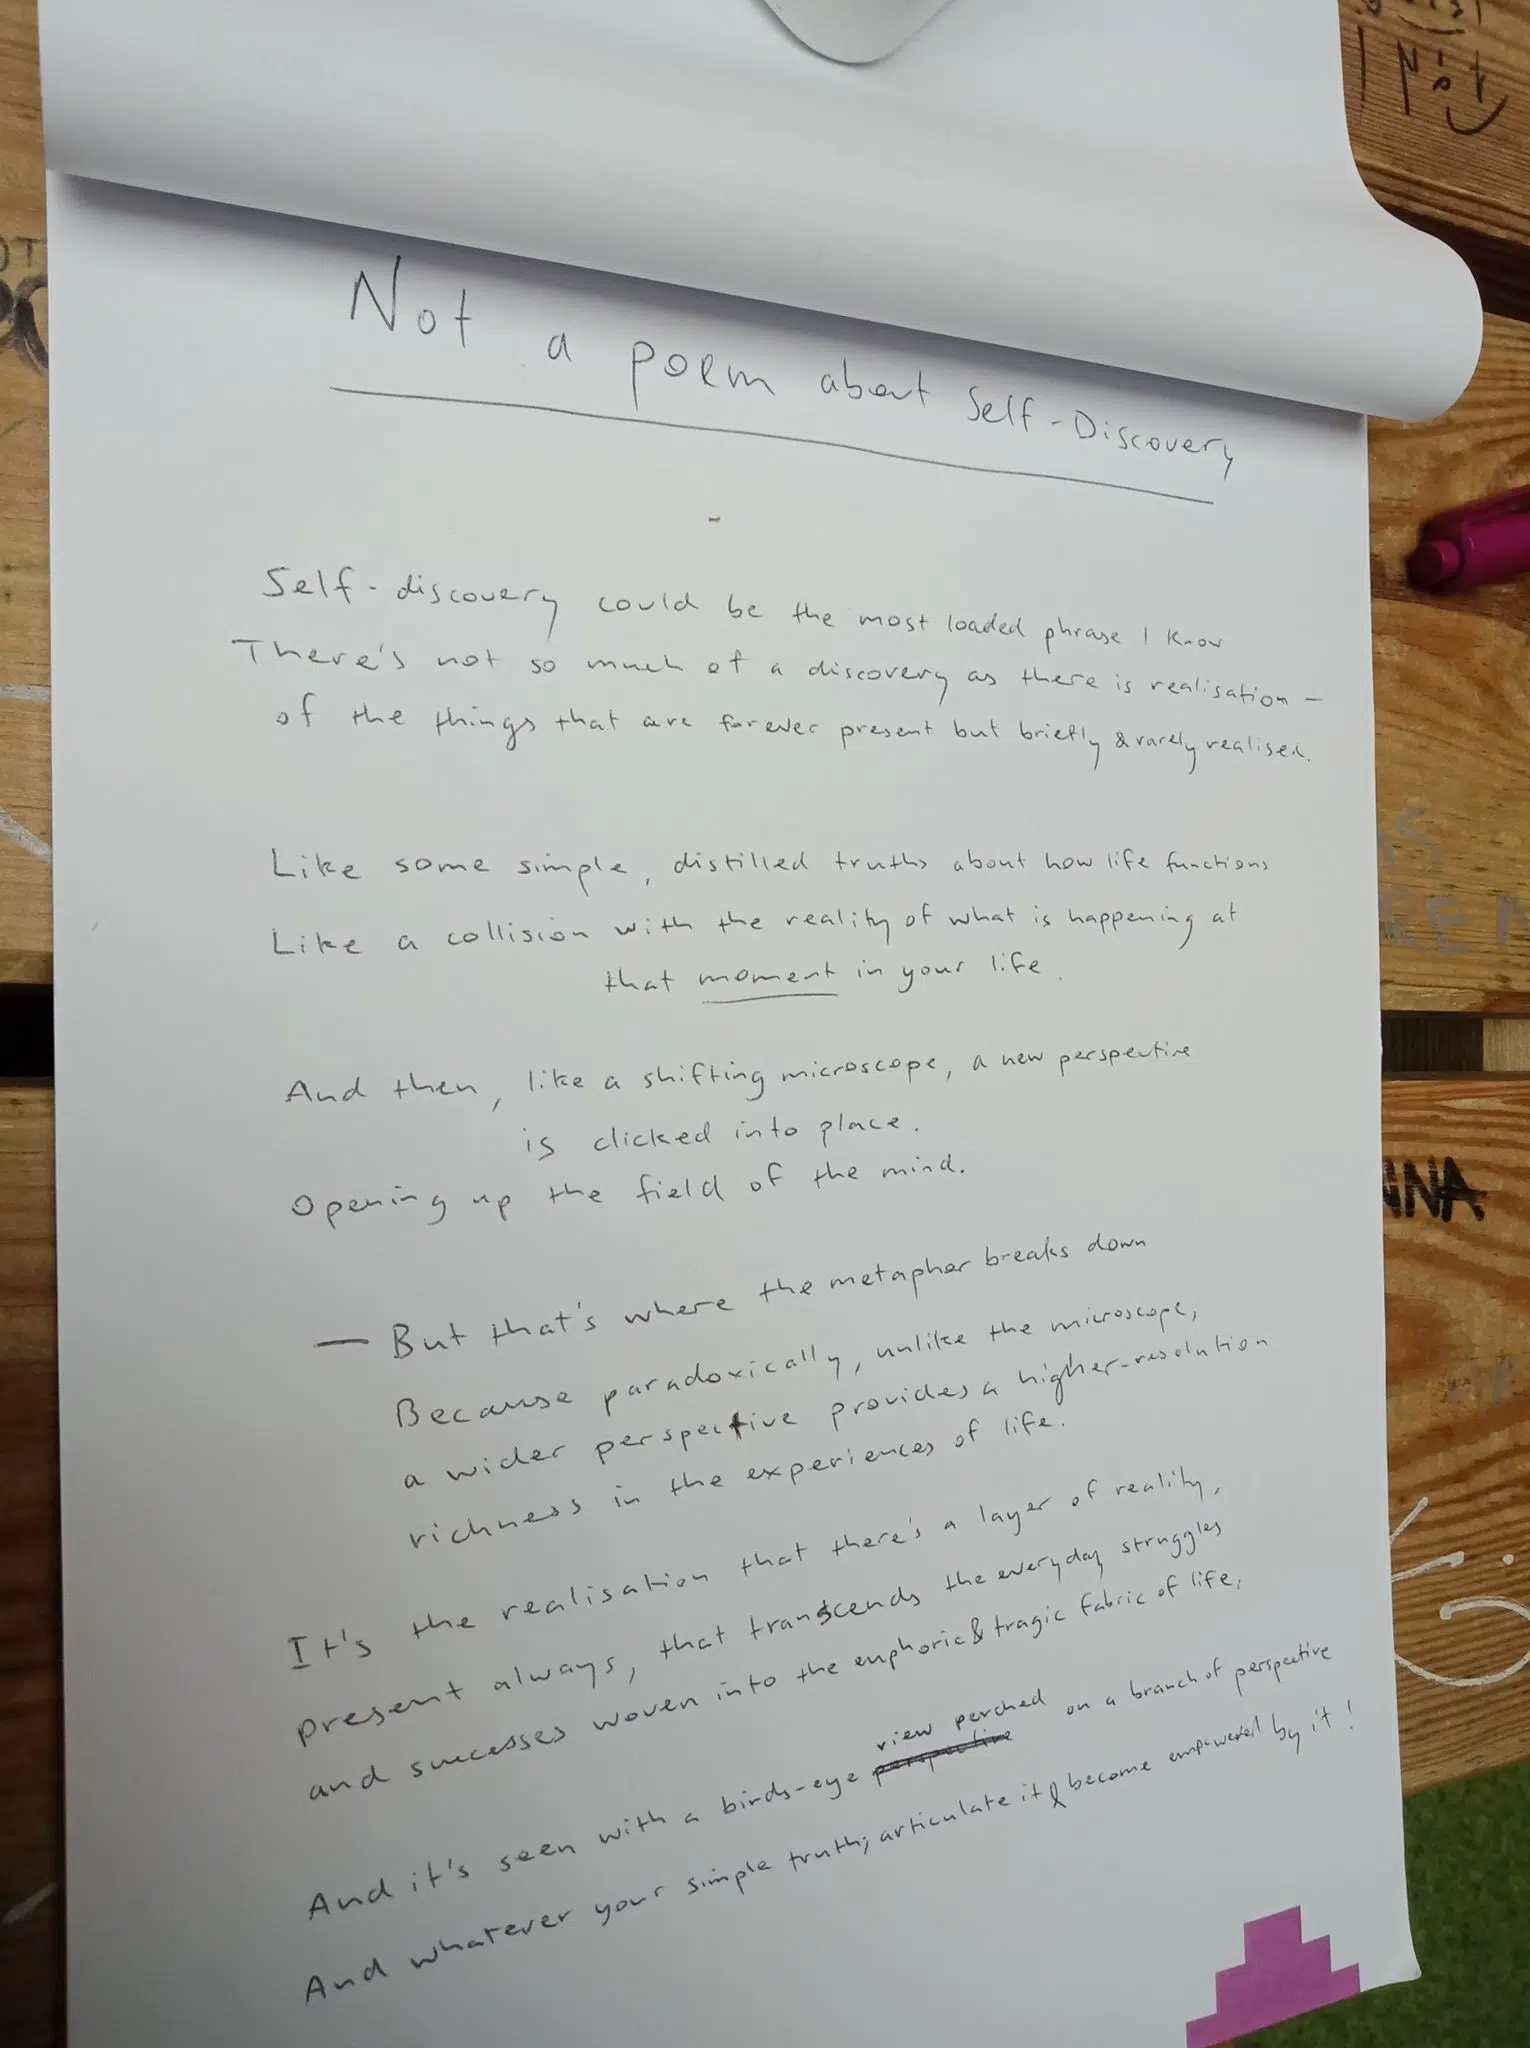 I Not
Not a poem about Self-Discovery
Self-discovery could be the most loaded phrase I know
There's not so much of a discovery as there is realisation –
of the things that are forever present but briefly & rarely realised.
Like some simple, distilled truths about how life functions
Like a collision with the reality of what is happening at
that moment in your life.
And then, like a shifting microscope, a new perspective
is clicked into place.
Opening up the field of the mind.
— But that's where the metaphor breaks down
Because paradoxically, unlike the microscope,
a wider perspective provides a higher-resolution
richness in the experiences of life.
It's the realisation that there's a layer of reality,
present always, that transcends the everyday struggles
and successes woven into the euphoric & tragic fabric of life.
view perched
And it's seen with a birds-eye perspective on a branch of perspective
And whatever your simple truth; articulate it & become empowered by it!
NNA